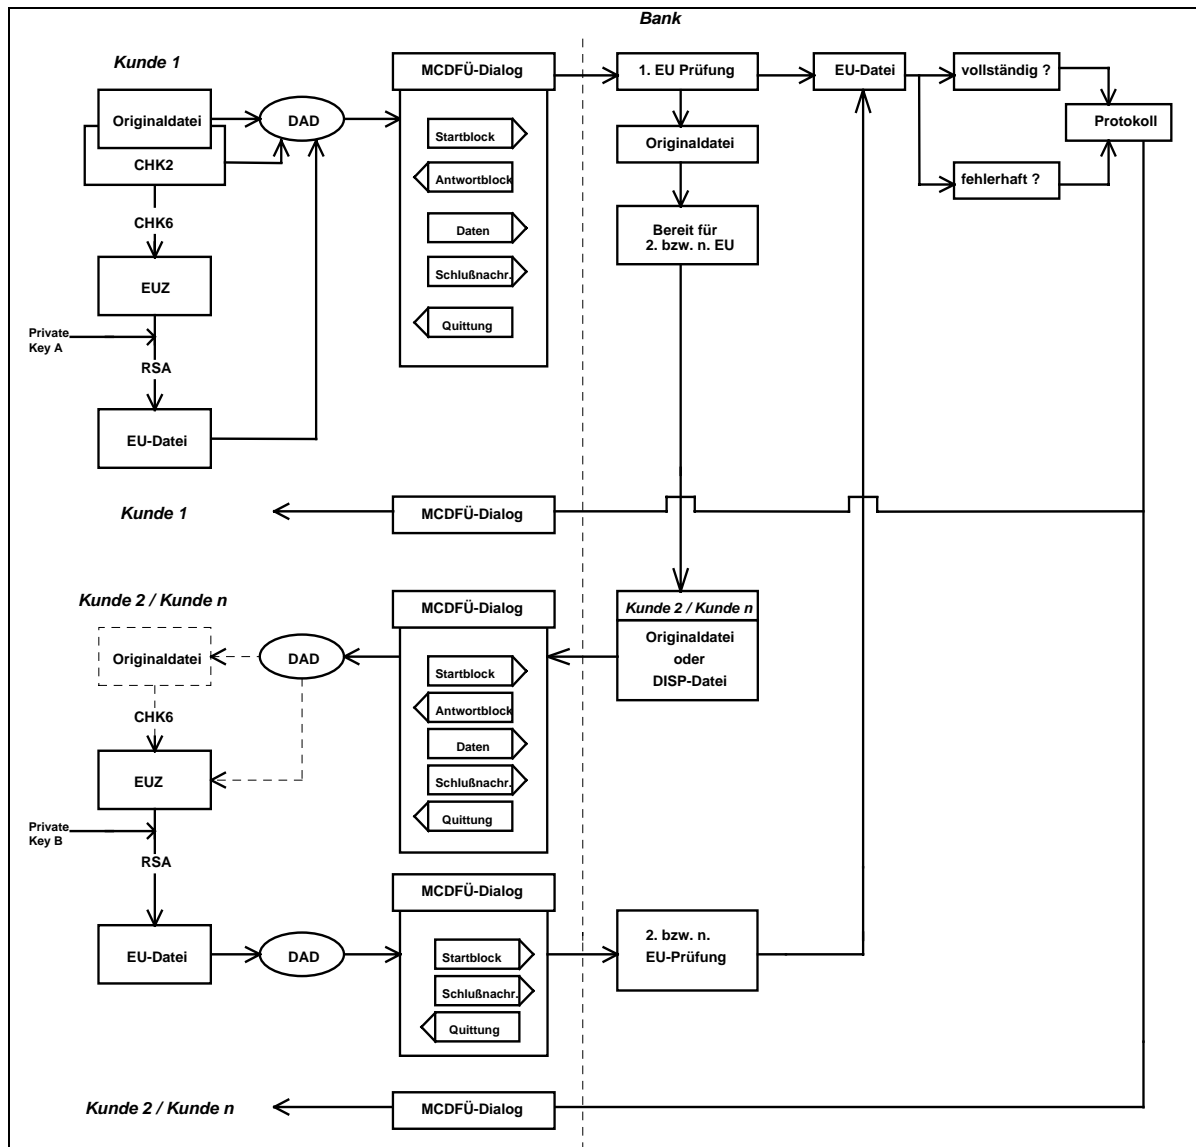 Bank
Kunde 1
MCDFÜ-Dialog
1. EU Prüfung
EU-Datei
vollständig ?
Originaldatei
DAD
CHK2
Startblock
Antwortblock
Daten
Schlußnachr.
Quittung
Originaldatei
Protokoll
fehlerhaft ?
CHK6
Bereit für
2. bzw. n. EU
EUZ
Private
Key A
RSA
EU-Datei
Kunde 1
MCDFÜ-Dialog
Kunde 2 / Kunde n
MCDFÜ-Dialog
Kunde 2 / Kunde n
Originaldatei
oder
DISP-Datei
Originaldatei
DAD
Startblock
Antwortblock
Daten
Schlußnachr.
Quittung
CHK6
EUZ
Private
Key B
RSA
MCDFÜ-Dialog
EU-Datei
DAD
Startblock
Schlußnachr.
Quittung
2. bzw. n.
EU-Prüfung
Kunde 2 / Kunde n
MCDFÜ-Dialog